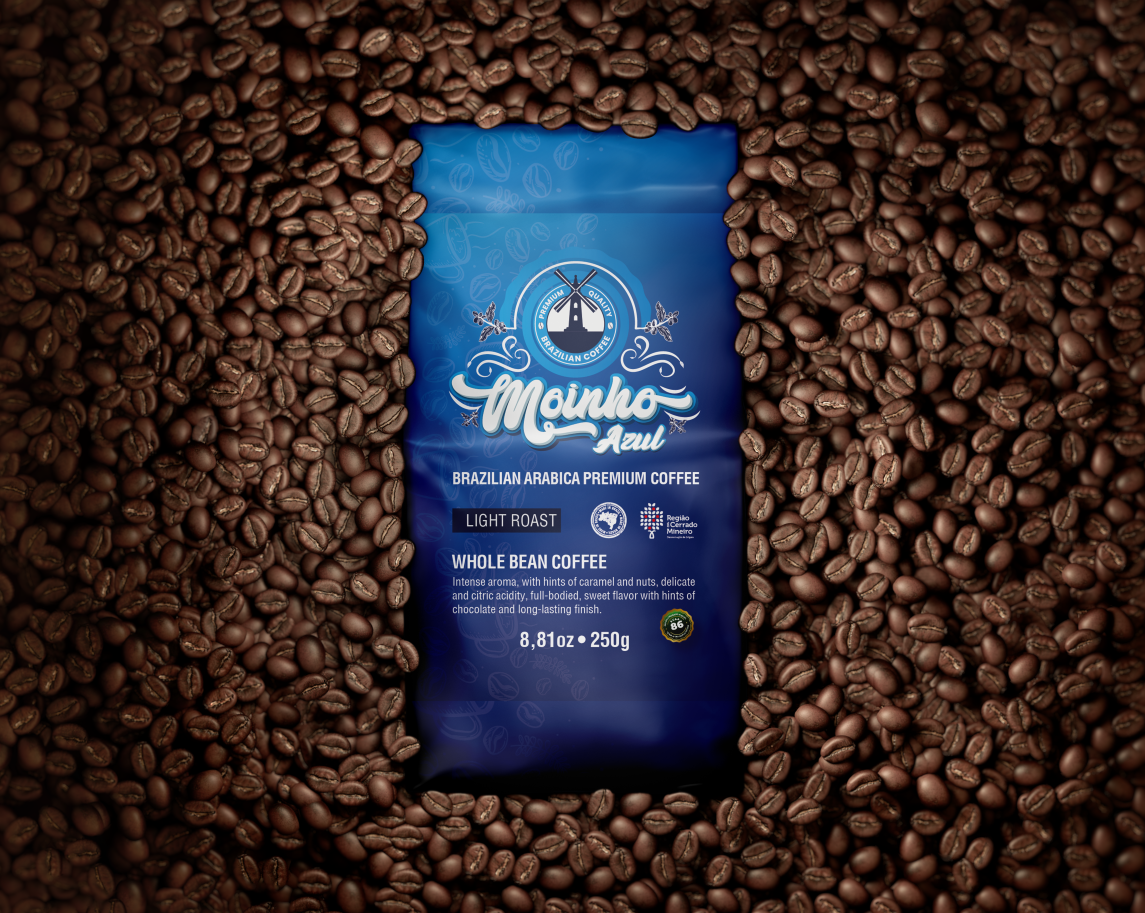 PREMIUM QUALITY
BRAZILIAN COFFEE
Moinho
Azul
BRAZILIAN ARABICA PREMIUM COFFEE
LIGHT ROAST
Região
do Cerrado
Mineiro
WHOLE BEAN COFFEE
Intense aroma, with hints of caramel and nuts, delicate
and citric acidity, full-bodied, sweet flavor with hints of
chocolate and long-lasting finish.
86
8,81oz • 250g